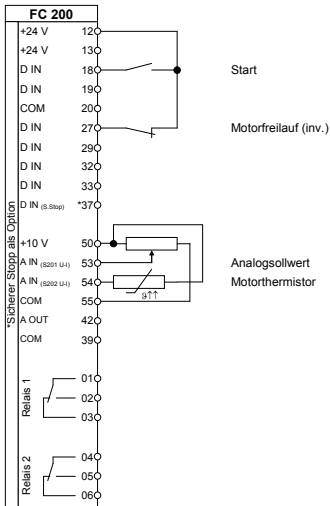 FC 200
+24 V 12
+24 V 13
D IN 18 Start
D IN 19
COM 20
D IN 27 Motorfreilauf (inv.)
D IN 29
D IN 32
D IN 33
D IN (S.Stop) *37
+10 V 50
A IN (S201 U-I) 53 Analogsollwert
A IN (S202 U-I) 54 Motorthermistor
COM 55 ϑ↑↑
A OUT 42
COM 39
*Sicherer Stopp als Option
Relais 1
01
02
03
Relais 2
04
05
06